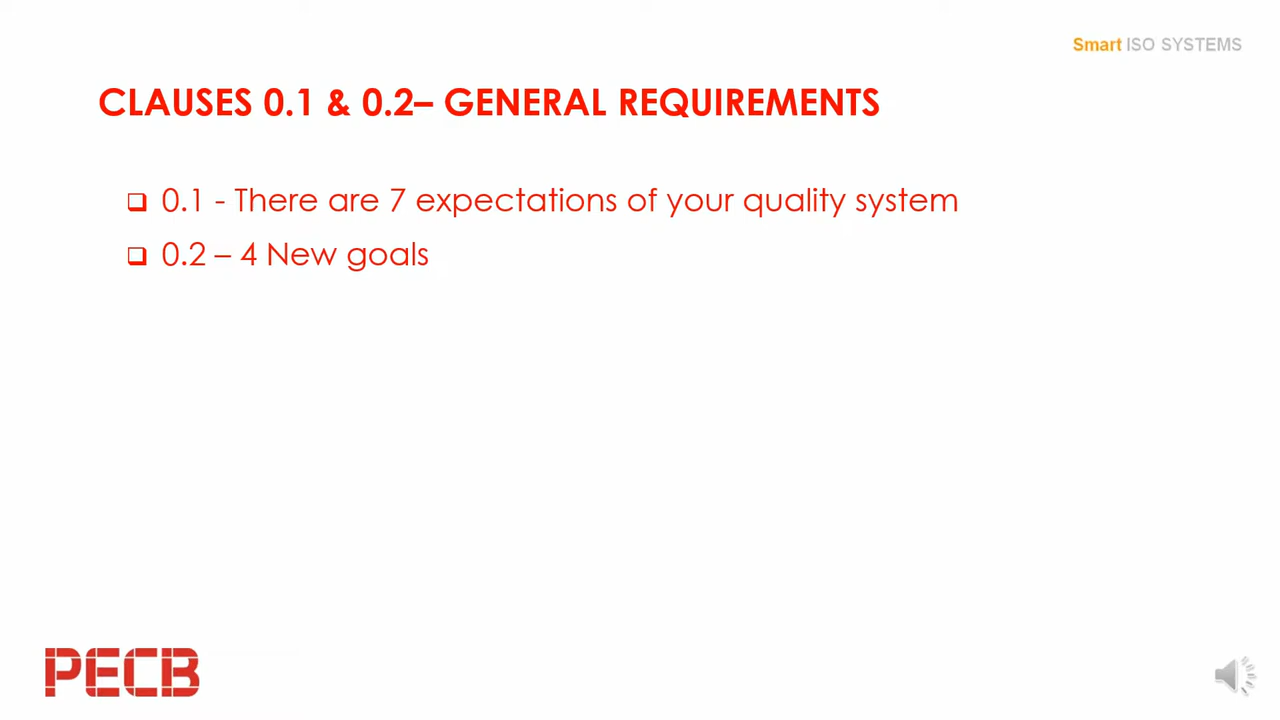 Smart ISO SYSTEMS
CLAUSES 0.1 & 0.2– GENERAL REQUIREMENTS
0.1 - There are 7 expectations of your quality system
0.2 – 4 New goals
PECB